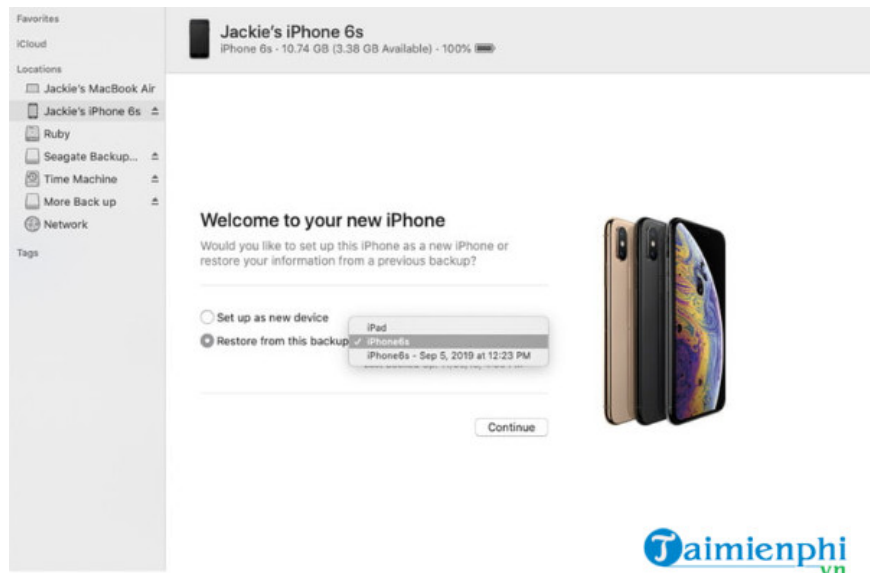 Favorites
iCloud
Locations
Jackie's MacBook Air
Jackie's iPhone 6s
Ruby
Seagate Backup...
Time Machine
More Back up
Network
Tags
Jackie's iPhone 6s
iPhone 6s - 10.74 GB (3.38 GB Available) - 100%
Welcome to your new iPhone
Would you like to set up this iPhone as a new iPhone or
restore your information from a previous backup?
Set up as new device
Restore from this backup
iPad
✓ iPhone6s
iPhone6s - Sep 5, 2019 at 12:23 PM
Continue
Taimienphi
vn